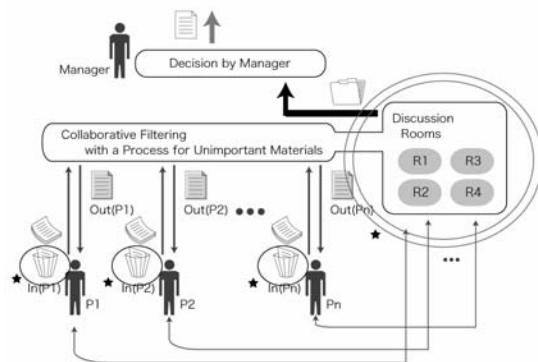 Manager
Decision by Manager
Discussion
Rooms
Collaborative Filtering
with a Process for Unimportant Materials
R1
R3
R2
R4
Out(P1)
Out(P2)
Out(Pn)
In(P1)
In(P2)
In(Pn)
P1
P2
Pn